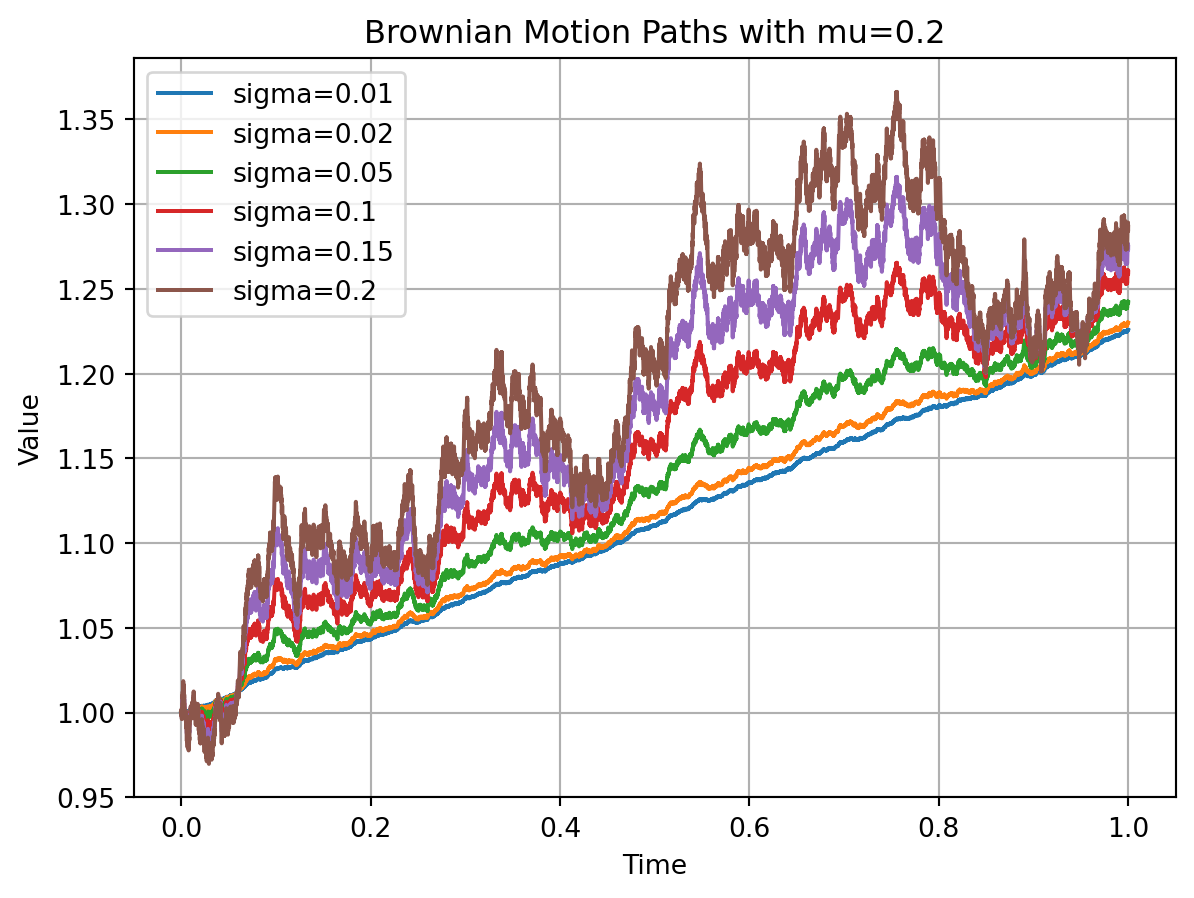 Brownian Motion Paths with mu=0.2
sigma=0.01
sigma=0.02
sigma=0.05
sigma=0.1
sigma=0.15
sigma=0.2
Value
1.35
1.30
1.25
1.20
1.15
1.10
1.05
1.00
0.95
0.0 0.2 0.4 0.6 0.8 1.0
Time